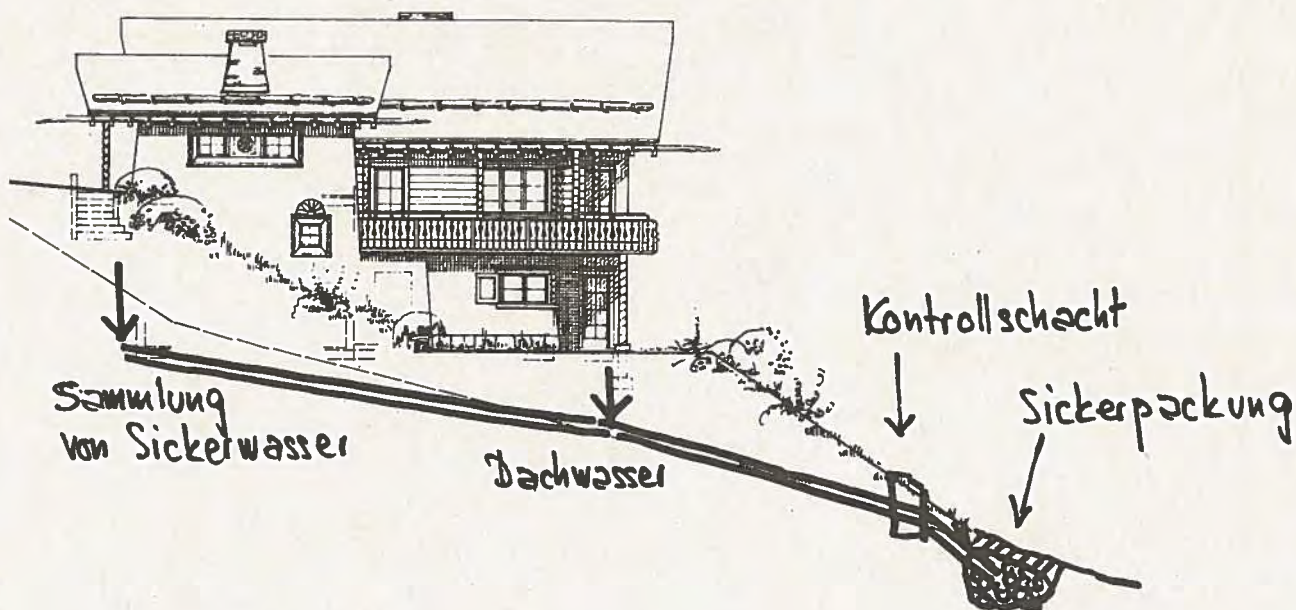 Kontrollschacht
Sickerpackung
Sammlung
von Sickerwasser
Dachwasser